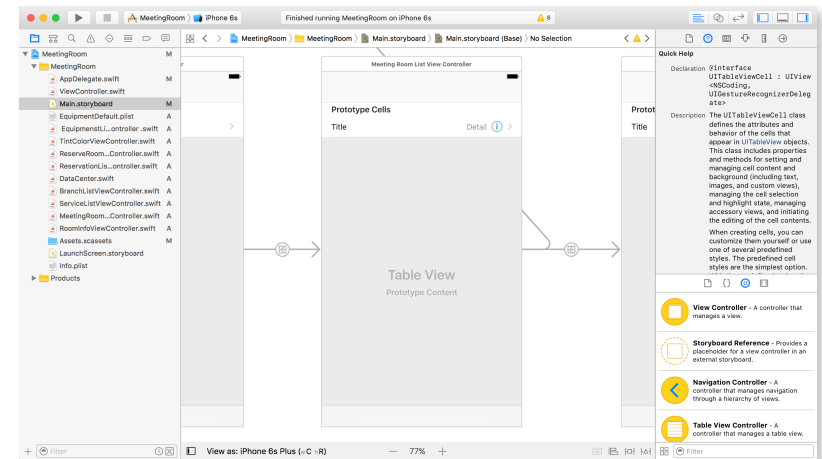 MeetingRoom 〉 iPhone 6s
Finished running MeetingRoom on iPhone 6s
6
MeetingRoom 〉 MeetingRoom 〉 Main.storyboard 〉 Main.storyboard (Base) 〉 No Selection
MeetingRoom M
MeetingRoom
AppDelegate.swift M
ViewController.swift
Main.storyboard M
EquipmentDefault.plist A
EquipmenstLi...ontroller .swift A
TintColorViewController.swift A
ReserveRoom...Controller.swift A
ReservationLis...ontroller.swift A
DataCenter.swift A
BranchListViewController.swift A
ServiceListViewController.swift A
MeetingRoom...Controller.swift A
RoomInfoViewController.swift A
Assets.xcassets M
LaunchScreen.storyboard
Info.plist
Products
Filter
r
Meeting Room List View Controller
Prototype Cells
Title Detail
Table View
Prototype Content
Protot
Title
View as: iPhone 6s Plus (wC hR)
77%
Quick Help
Declaration @interface
UITableViewCell : UIView
<NSCoding,
UIGestureRecognizerDeleg
ate>
Description The UITableViewCell class
defines the attributes and
behavior of the cells that
appear in UITableView objects.
This class includes properties
and methods for setting and
managing cell content and
background (including text,
images, and custom views),
managing the cell selection
and highlight state, managing
accessory views, and initiating
the editing of the cell contents.
When creating cells, you can
customize them yourself or use
one of several predefined
styles. The predefined cell
styles are the simplest option.
View Controller - A controller that
manages a view.
Storyboard Reference - Provides a
placeholder for a view controller in an
external storyboard.
Navigation Controller - A
controller that manages navigation
through a hierarchy of views.
Table View Controller - A
controller that manages a table view.
Filter